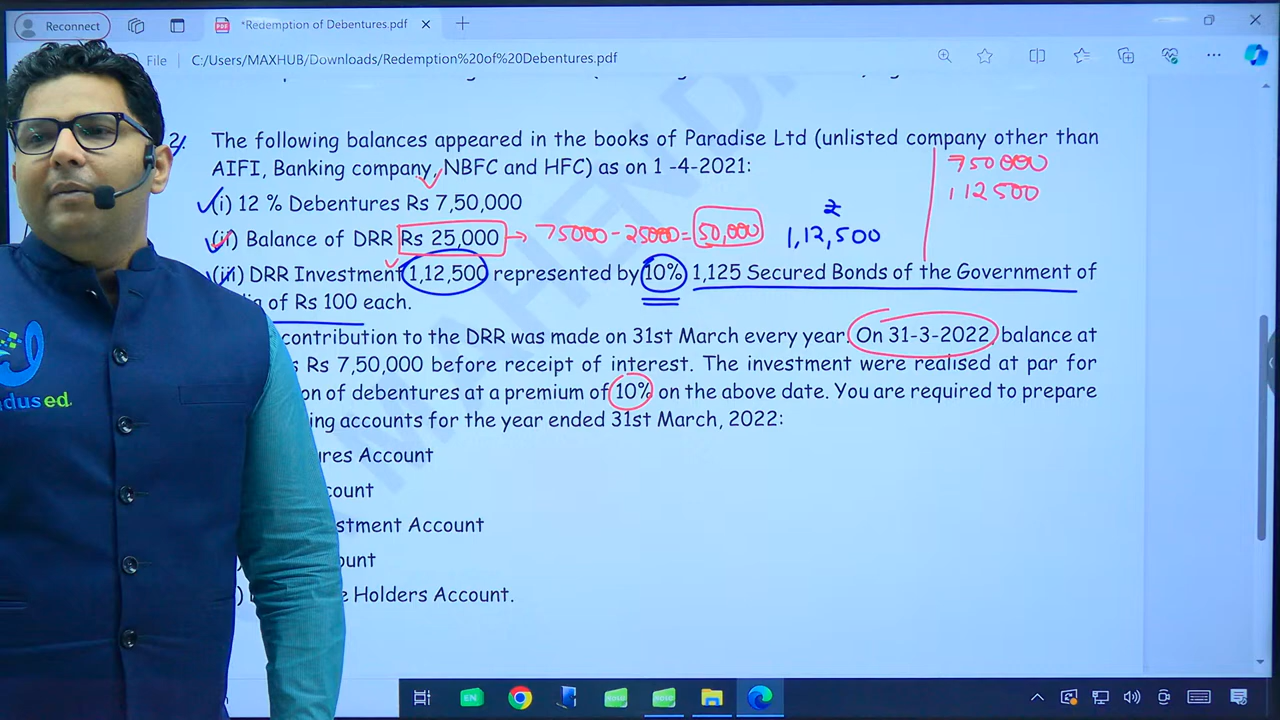 Reconnect
*Redemption of Debentures.pdf
File
C:/Users/MAXHUB/Downloads/Redemption%20of%20Debentures.pdf
2/. The following balances appeared in the books of Paradise Ltd (unlisted company other than
AIFI, Banking company, NBFC and HFC) as on 1 -4-2021:
750000
112500
(i) 12 % Debentures Rs 7,50,000
₹
(ii) Balance of DRR Rs 25,000 → 75000 - 25000 = 50,000
1,12,500
(iii) DRR Investment 1,12,500 represented by 10% 1,125 Secured Bonds of the Government of
of Rs 100 each.
contribution to the DRR was made on 31st March every year. On 31-3-2022, balance at
Rs 7,50,000 before receipt of interest. The investment were realised at par for
of debentures at a premium of 10% on the above date. You are required to prepare
accounts for the year ended 31st March, 2022:
Account
Account
Holders Account.
dused.
EN